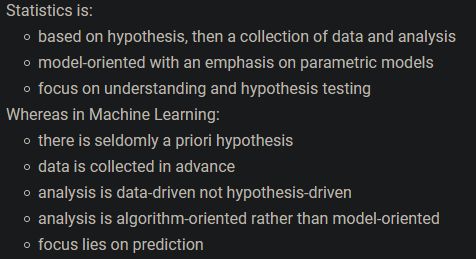 Statistics is:
○ based on hypothesis, then a collection of data and analysis
○ model-oriented with an emphasis on parametric models
○ focus on understanding and hypothesis testing
Whereas in Machine Learning:
○ there is seldomly a priori hypothesis
○ data is collected in advance
○ analysis is data-driven not hypothesis-driven
○ analysis is algorithm-oriented rather than model-oriented
○ focus lies on prediction